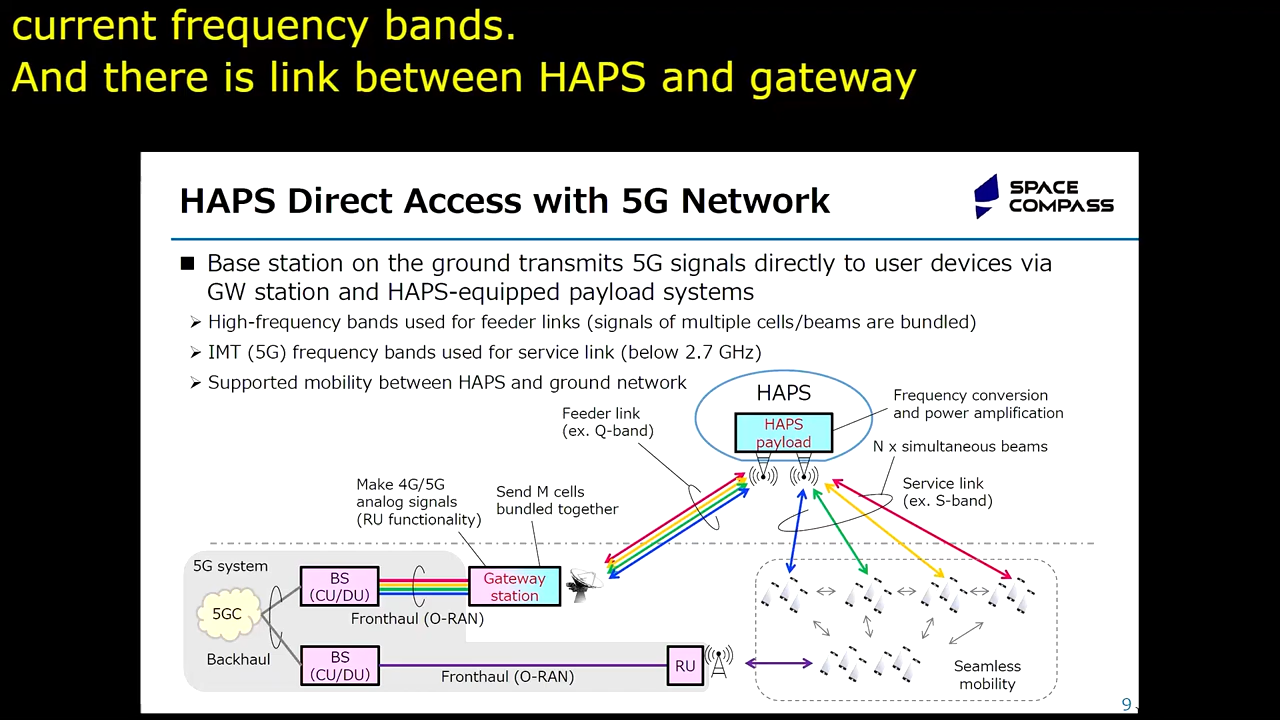 current frequency bands.
And there is link between HAPS and gateway
HAPS Direct Access with 5G Network
SPACE
COMPASS
■ Base station on the ground transmits 5G signals directly to user devices via
GW station and HAPS-equipped payload systems
➢ High-frequency bands used for feeder links (signals of multiple cells/beams are bundled)
➢ IMT (5G) frequency bands used for service link (below 2.7 GHz)
➢ Supported mobility between HAPS and ground network
HAPS
HAPS
payload
Frequency conversion
and power amplification
Feeder link
(ex. Q-band)
N x simultaneous beams
Service link
(ex. S-band)
Make 4G/5G
analog signals
(RU functionality)
Send M cells
bundled together
5G system
BS
(CU/DU)
Gateway
station
5GC
Fronthaul (O-RAN)
Backhaul
BS
(CU/DU)
Fronthaul (O-RAN)
RU
Seamless
mobility
9